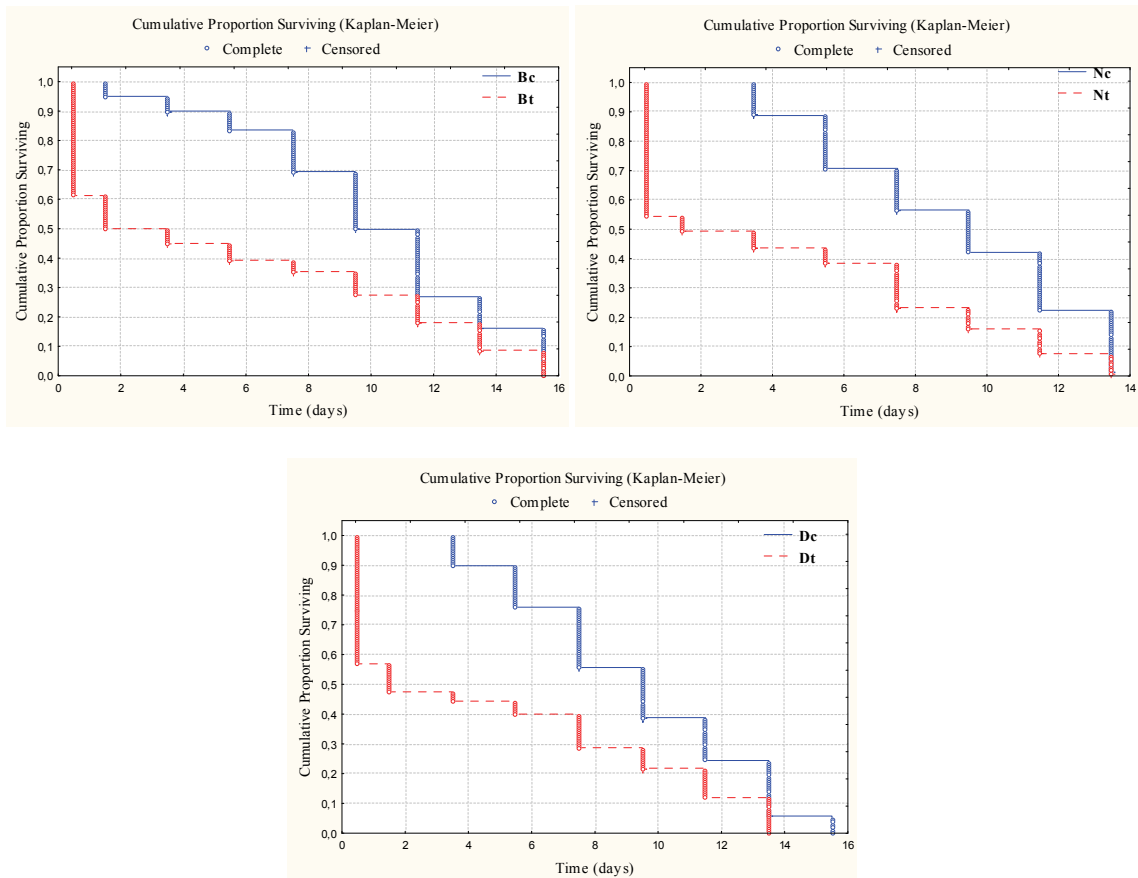 Cumulative Proportion Surviving (Kaplan-Meier)
Complete Censored
Bc
Bt
Cumulative Proportion Surviving
1,0
0,9
0,8
0,7
0,6
0,5
0,4
0,3
0,2
0,1
0,0
0 2 4 6 8 10 12 14 16
Time (days)
Cumulative Proportion Surviving (Kaplan-Meier)
Complete Censored
Nc
Nt
Cumulative Proportion Surviving
1,0
0,9
0,8
0,7
0,6
0,5
0,4
0,3
0,2
0,1
0,0
0 2 4 6 8 10 12 14
Time (days)
Cumulative Proportion Surviving (Kaplan-Meier)
Complete Censored
Dc
Dt
Cumulative Proportion Surviving
1,0
0,9
0,8
0,7
0,6
0,5
0,4
0,3
0,2
0,1
0,0
0 2 4 6 8 10 12 14 16
Time (days)